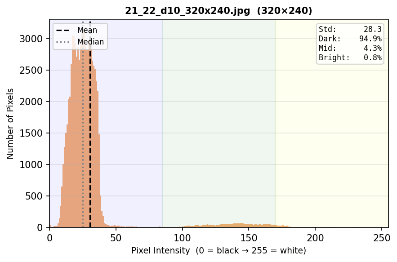 21_22_d10_320x240.jpg  (320×240)
Mean
Median
Std: 28.3
Dark: 94.9%
Mid: 4.3%
Bright: 0.8%
Number of Pixels
3000
2500
2000
1500
1000
500
0
0 50 100 150 200 250
Pixel Intensity  (0 = black → 255 = white)